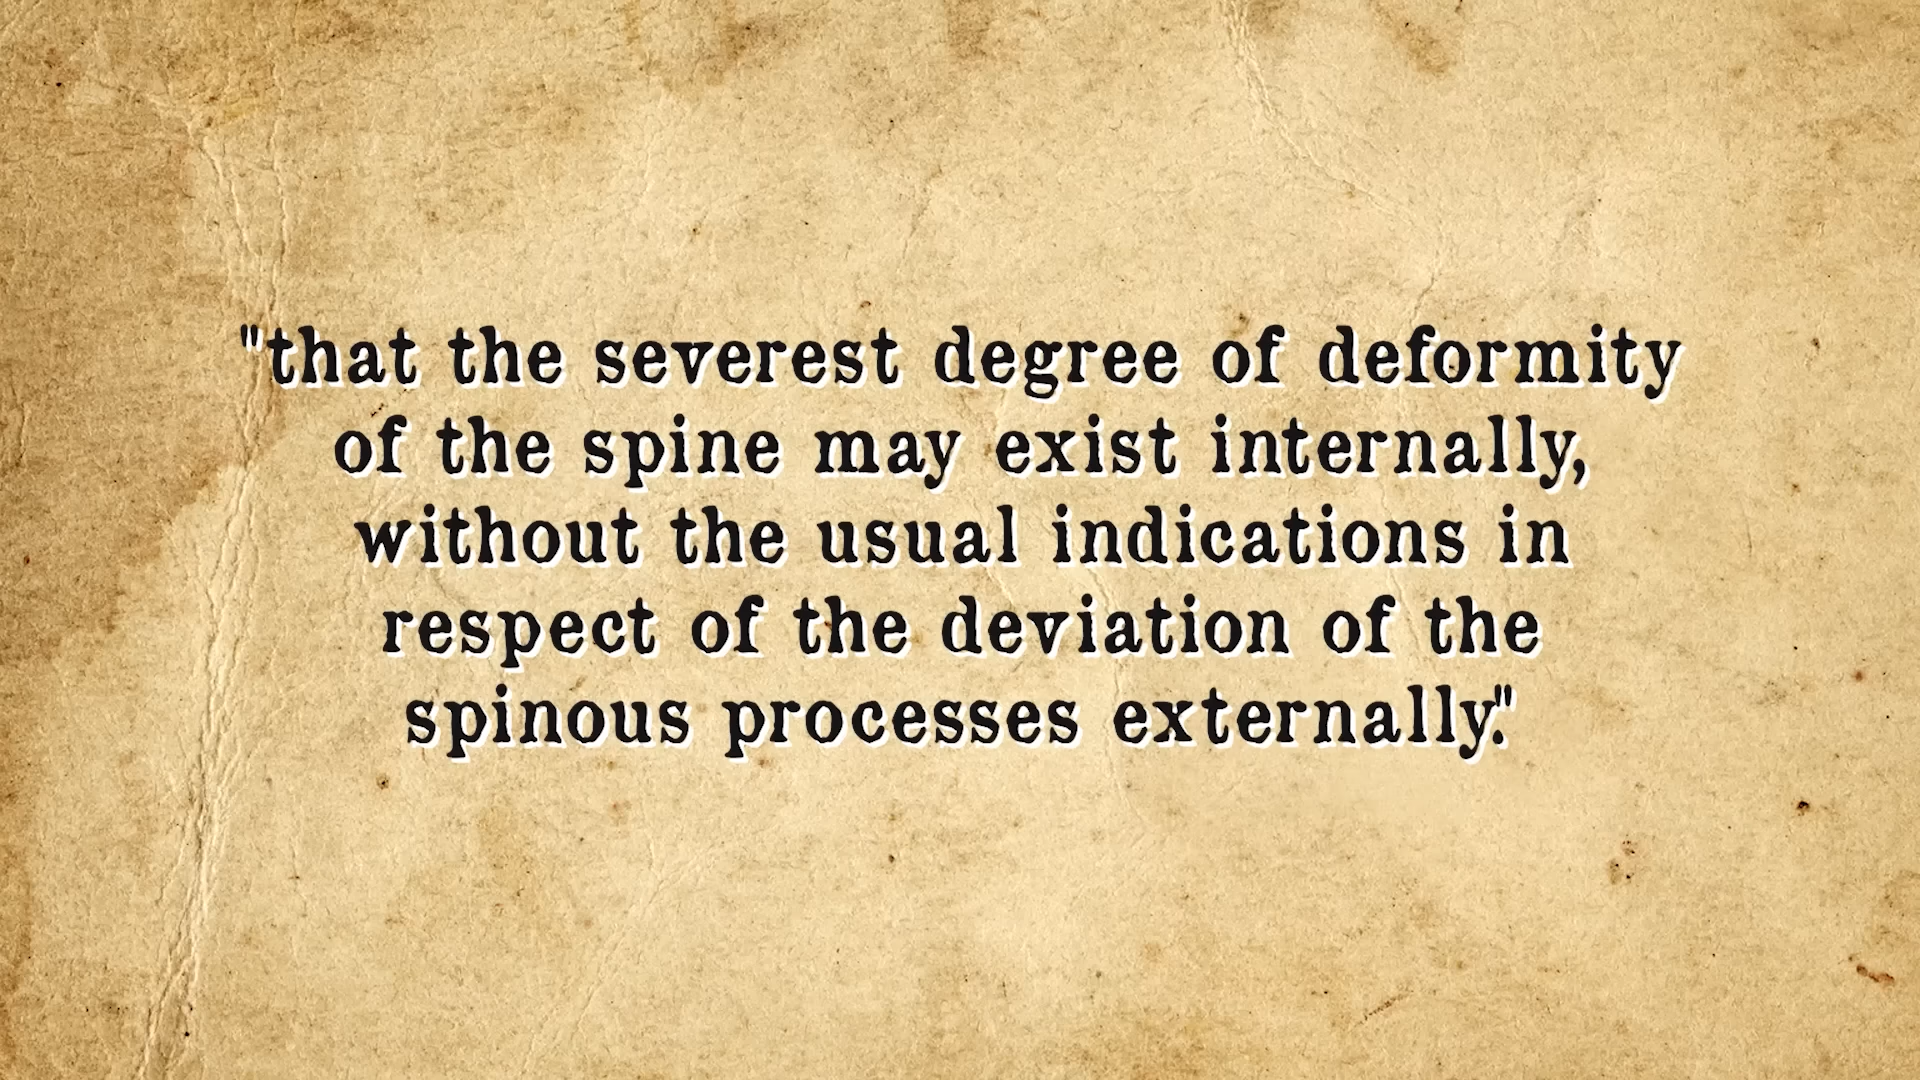 "that the severest degree of deformity
of the spine may exist internally,
without the usual indications in
respect of the deviation of the
spinous processes externally."